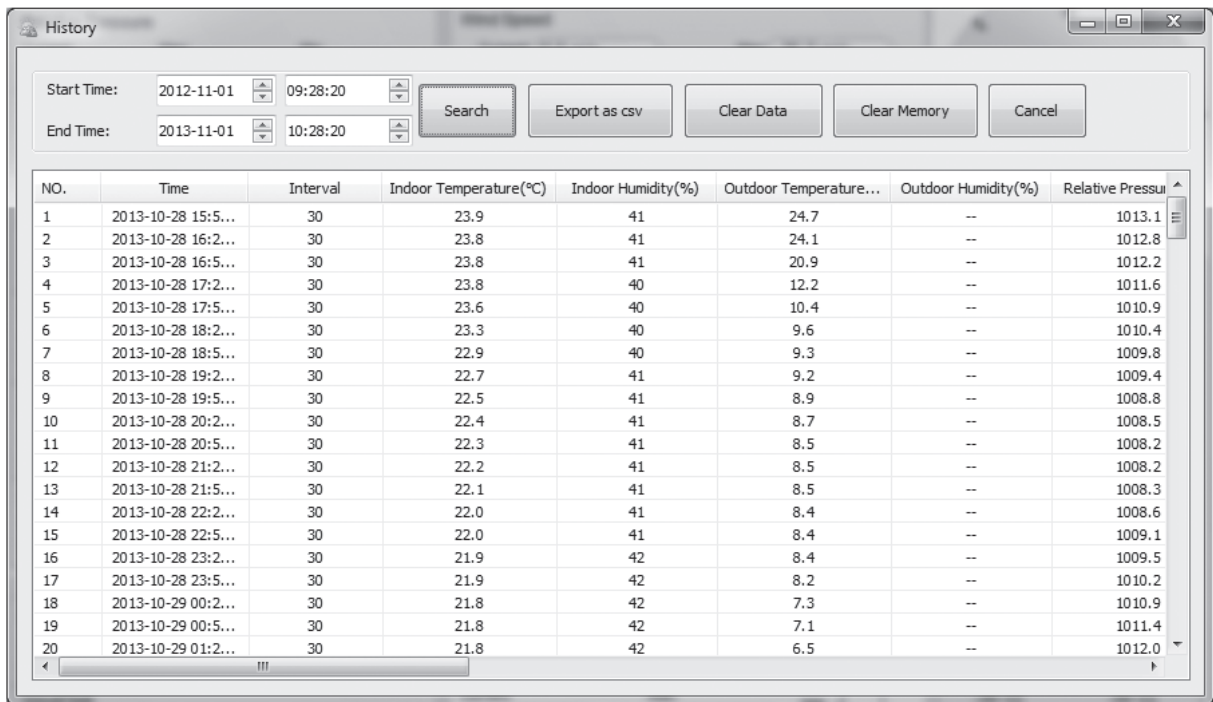 History
Start Time: 2012-11-01 09:28:20
End Time: 2013-11-01 10:28:20
Search Export as csv Clear Data Clear Memory Cancel
NO. Time Interval Indoor Temperature(℃) Indoor Humidity(%) Outdoor Temperature... Outdoor Humidity(%) Relative Pressur
1 2013-10-28 15:5... 30 23.9 41 24.7 -- 1013.1
2 2013-10-28 16:2... 30 23.8 41 24.1 -- 1012.8
3 2013-10-28 16:5... 30 23.8 41 20.9 -- 1012.2
4 2013-10-28 17:2... 30 23.8 40 12.2 -- 1011.6
5 2013-10-28 17:5... 30 23.6 40 10.4 -- 1010.9
6 2013-10-28 18:2... 30 23.3 40 9.6 -- 1010.4
7 2013-10-28 18:5... 30 22.9 40 9.3 -- 1009.8
8 2013-10-28 19:2... 30 22.7 41 9.2 -- 1009.4
9 2013-10-28 19:5... 30 22.5 41 8.9 -- 1008.8
10 2013-10-28 20:2... 30 22.4 41 8.7 -- 1008.5
11 2013-10-28 20:5... 30 22.3 41 8.5 -- 1008.2
12 2013-10-28 21:2... 30 22.2 41 8.5 -- 1008.2
13 2013-10-28 21:5... 30 22.1 41 8.5 -- 1008.3
14 2013-10-28 22:2... 30 22.0 41 8.4 -- 1008.6
15 2013-10-28 22:5... 30 22.0 41 8.4 -- 1009.1
16 2013-10-28 23:2... 30 21.9 42 8.4 -- 1009.5
17 2013-10-28 23:5... 30 21.9 42 8.2 -- 1010.2
18 2013-10-29 00:2... 30 21.8 42 7.3 -- 1010.9
19 2013-10-29 00:5... 30 21.8 42 7.1 -- 1011.4
20 2013-10-29 01:2... 30 21.8 42 6.5 -- 1012.0